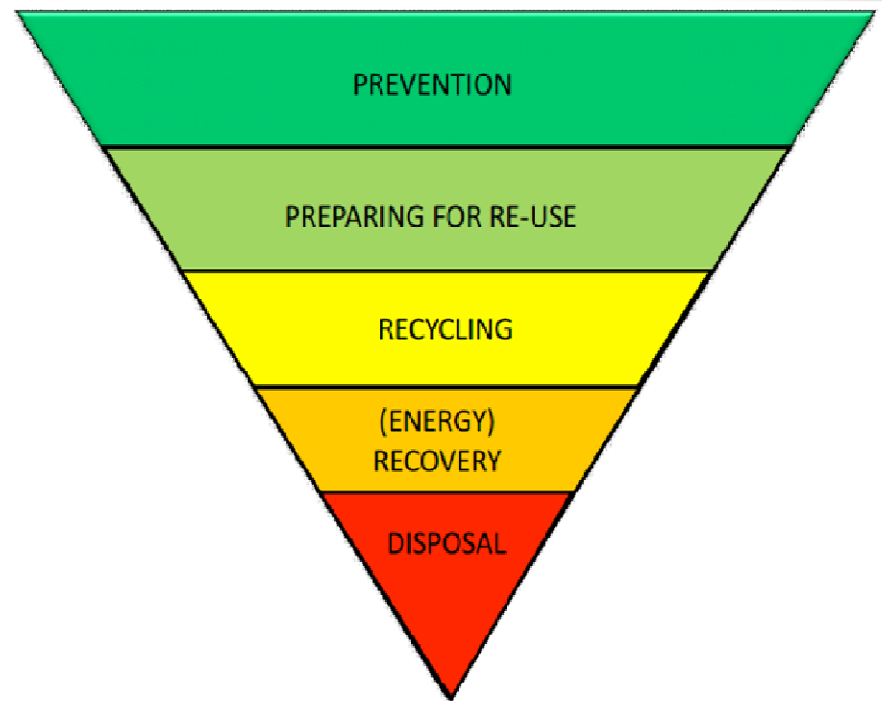 PREVENTION
PREPARING FOR RE-USE
RECYCLING
(ENERGY)
RECOVERY
DISPOSAL